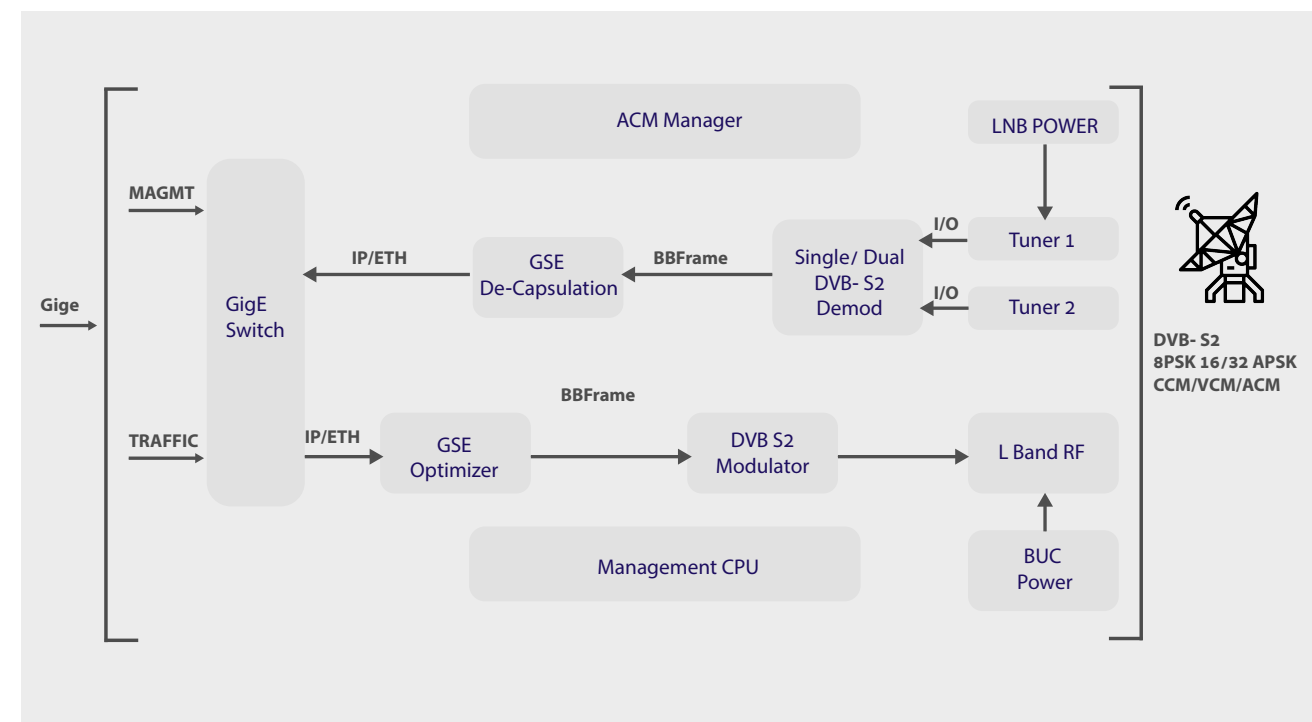 ACM Manager
LNB POWER
MAGMT
I/O
Tuner 1
IP/ETH
GSE
De-Capsulation
BBFrame
Single/ Dual
DVB- S2
Demod
I/O
Tuner 2
Gige
GigE
Switch
DVB- S2
8PSK 16/32 APSK
CCM/VCM/ACM
BBFrame
TRAFFIC
IP/ETH
GSE
Optimizer
DVB S2
Modulator
L Band RF
Management CPU
BUC
Power